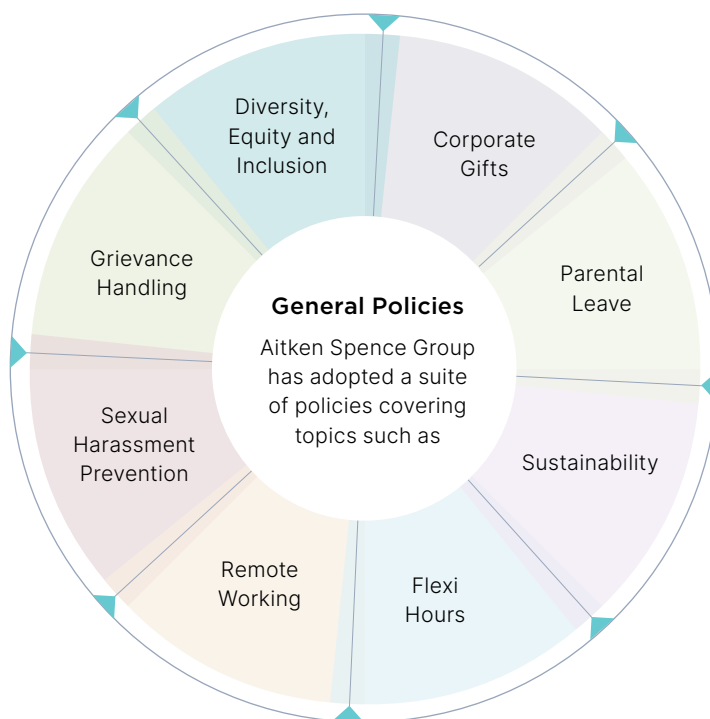 General Policies
Aitken Spence Group
has adopted a suite
of policies covering
topics such as
Diversity,
Equity and
Inclusion
Corporate
Gifts
Parental
Leave
Sustainability
Flexi
Hours
Remote
Working
Sexual
Harassment
Prevention
Grievance
Handling